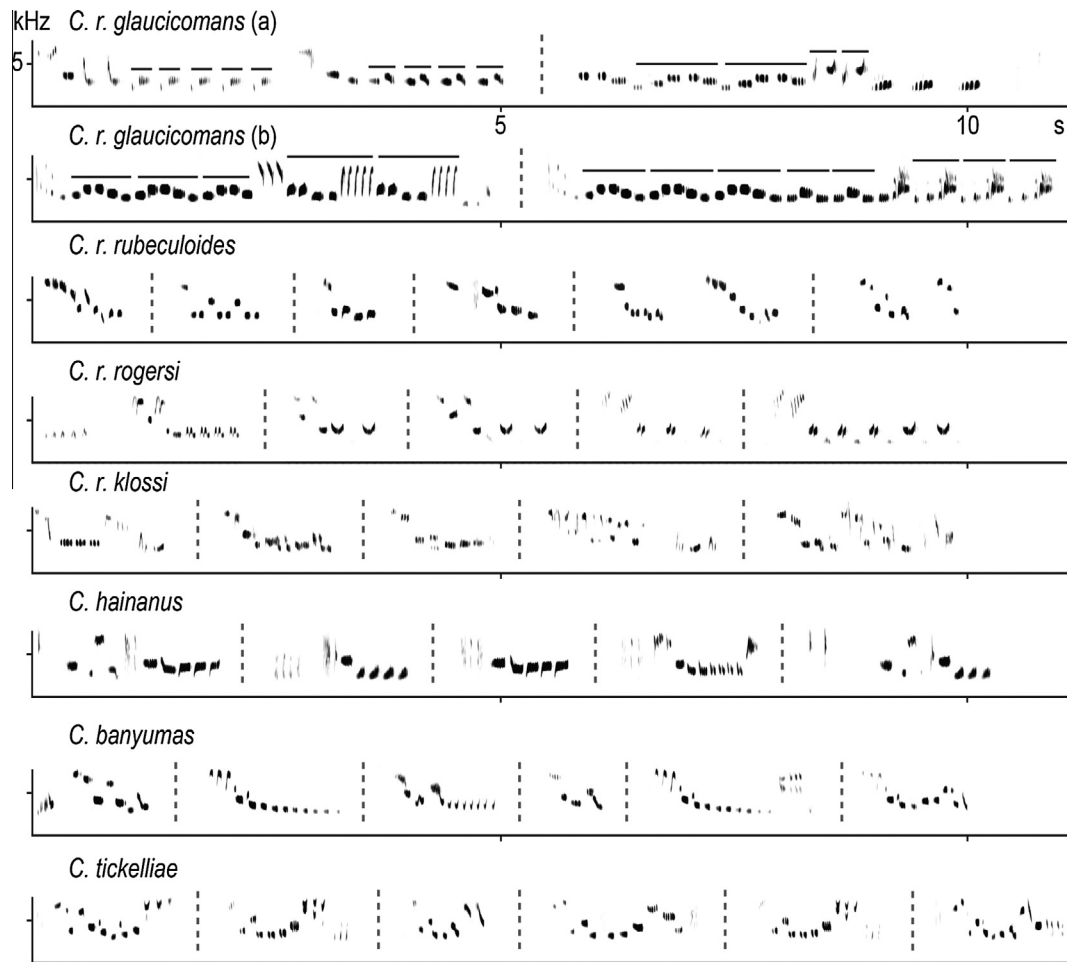 kHz C. r. glaucicomans (a)
5
5 10 s
C. r. glaucicomans (b)
C. r. rubeculoides
C. r. rogersi
C. r. klossi
C. hainanus
C. banyumas
C. tickelliae